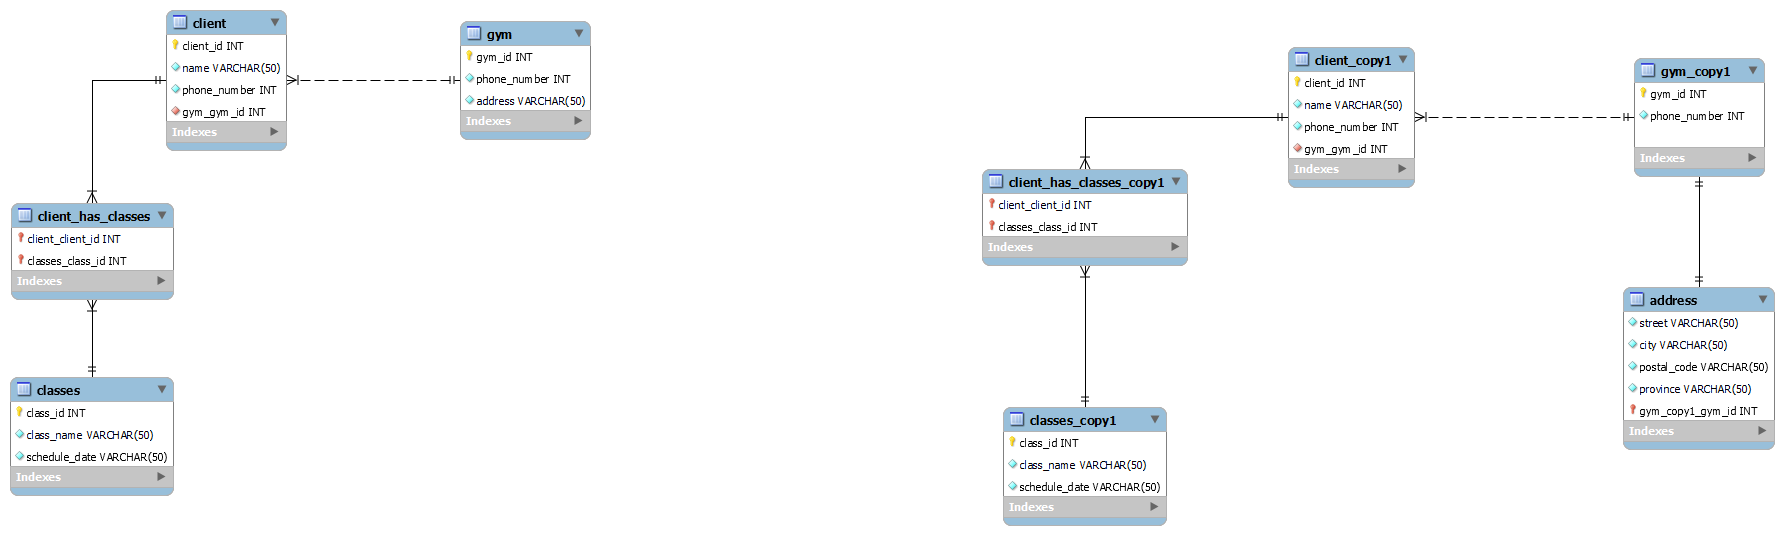 client
client_id INT
name VARCHAR(50)
phone_number INT
gym_gym_id INT
Indexes
gym
gym_id INT
phone_number INT
address VARCHAR(50)
Indexes
client_has_classes
client_client_id INT
classes_class_id INT
Indexes
classes
class_id INT
class_name VARCHAR(50)
schedule_date VARCHAR(50)
Indexes
client_copy1
client_id INT
name VARCHAR(50)
phone_number INT
gym_gym_id INT
Indexes
gym_copy1
gym_id INT
phone_number INT
Indexes
client_has_classes_copy1
client_client_id INT
classes_class_id INT
Indexes
address
street VARCHAR(50)
city VARCHAR(50)
postal_code VARCHAR(50)
province VARCHAR(50)
gym_copy1_gym_id INT
Indexes
classes_copy1
class_id INT
class_name VARCHAR(50)
schedule_date VARCHAR(50)
Indexes